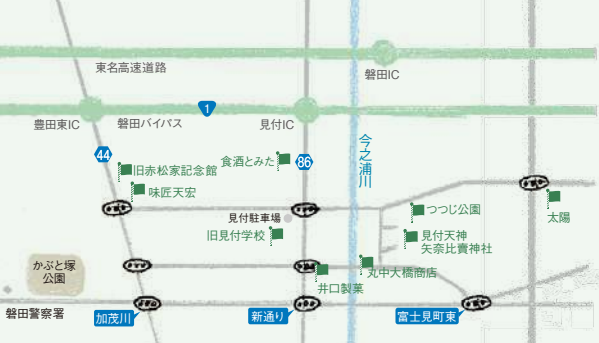 東名高速道路
磐田IC
1
豊田東IC
磐田バイパス
見付IC
今之浦川
44
食酒とみた
86
旧赤松家記念館
味匠天宏
見付駐車場
つつじ公園
太陽
旧見付学校
見付天神
矢奈比賣神社
かぶと塚
公園
丸中大橋商店
井口製菓
磐田警察署
加茂川
新通り
富士見町東